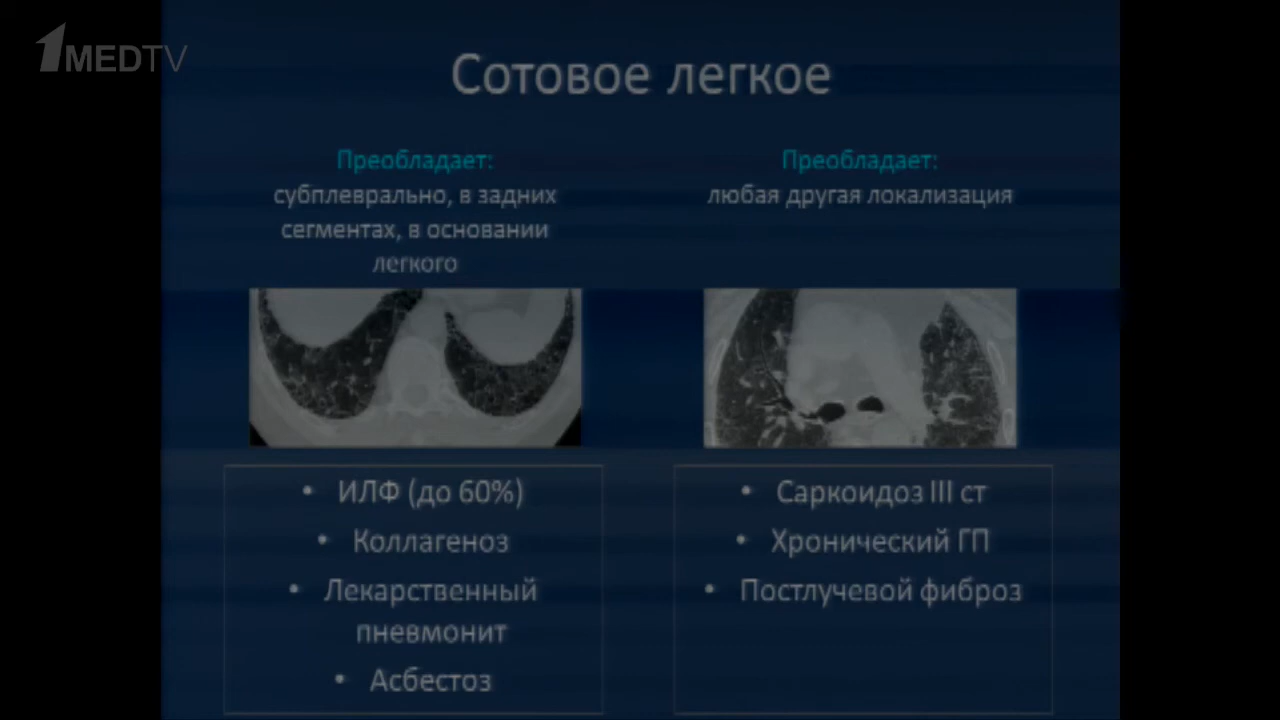 1MEDTV
Сотовое легкое
Преобладает:
субплеврально, в задних
сегментах, в основании
легкого
• ИЛФ (до 60%)
• Коллагеноз
• Лекарственный
пневмонит
• Асбестоз
Преобладает:
любая другая локализация
• Саркоидоз III ст
• Хронический ГП
• Постлучевой фиброз